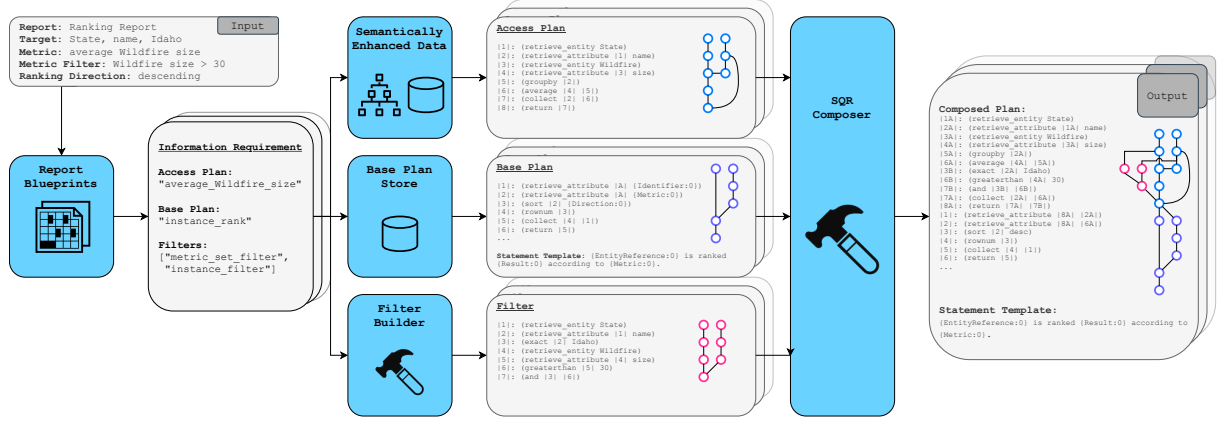 Input
Report: Ranking Report
Target: State, name, Idaho
Metric: average Wildfire size
Metric Filter: Wildfire size > 30
Ranking Direction: descending
Report
Blueprints
Information Requirement
Access Plan:
"average_Wildfire_size"
Base Plan:
"instance_rank"
Filters:
["metric_set_filter",
"instance_filter"]
Semantically
Enhanced Data
Base Plan
Store
Filter
Builder
Access Plan
|1|: (retrieve_entity State)
|2|: (retrieve_attribute |1| name)
|3|: (retrieve_entity Wildfire)
|4|: (retrieve_attribute |3| size)
|5|: (groupby |2|)
|6|: (average |4| |5|)
|7|: (collect |2| |6|)
|8|: (return |7|)
Base Plan
|1|: (retrieve_attribute |A| {Identifier:0})
|2|: (retrieve_attribute |A| {Metric:0})
|3|: (sort |2| {Direction:0})
|4|: (rownum |3|)
|5|: (collect |4| |1|)
|6|: (return |5|)
...
Statement Template: {EntityReference:0} is ranked
{Result:0} according to {Metric:0}.
Filter
|1|: (retrieve_entity State)
|2|: (retrieve_attribute |1| name)
|3|: (exact |2| Idaho)
|4|: (retrieve_entity Wildfire)
|5|: (retrieve_attribute |4| size)
|6|: (greaterthan |5| 30)
|7|: (and |3| |6|)
SQR
Composer
Output
Composed Plan:
|1A|: (retrieve_entity State)
|2A|: (retrieve_attribute |1A| name)
|3A|: (retrieve_entity Wildfire)
|4A|: (retrieve_attribute |3A| size)
|5A|: (groupby |2A|)
|6A|: (average |4A| |5A|)
|3B|: (exact |2A| Idaho)
|6B|: (greaterthan |4A| 30)
|7B|: (and |3B| |6B|)
|7A|: (collect |2A| |6A|)
|8A|: (return |7A| |7B|)
|1|: (retrieve_attribute |8A| |2A|)
|2|: (retrieve_attribute |8A| |6A|)
|3|: (sort |2| desc)
|4|: (rownum |3|)
|5|: (collect |4| |1|)
|6|: (return |5|)
...
Statement Template:
{EntityReference:0} is ranked {Result:0} according to
{Metric:0}.